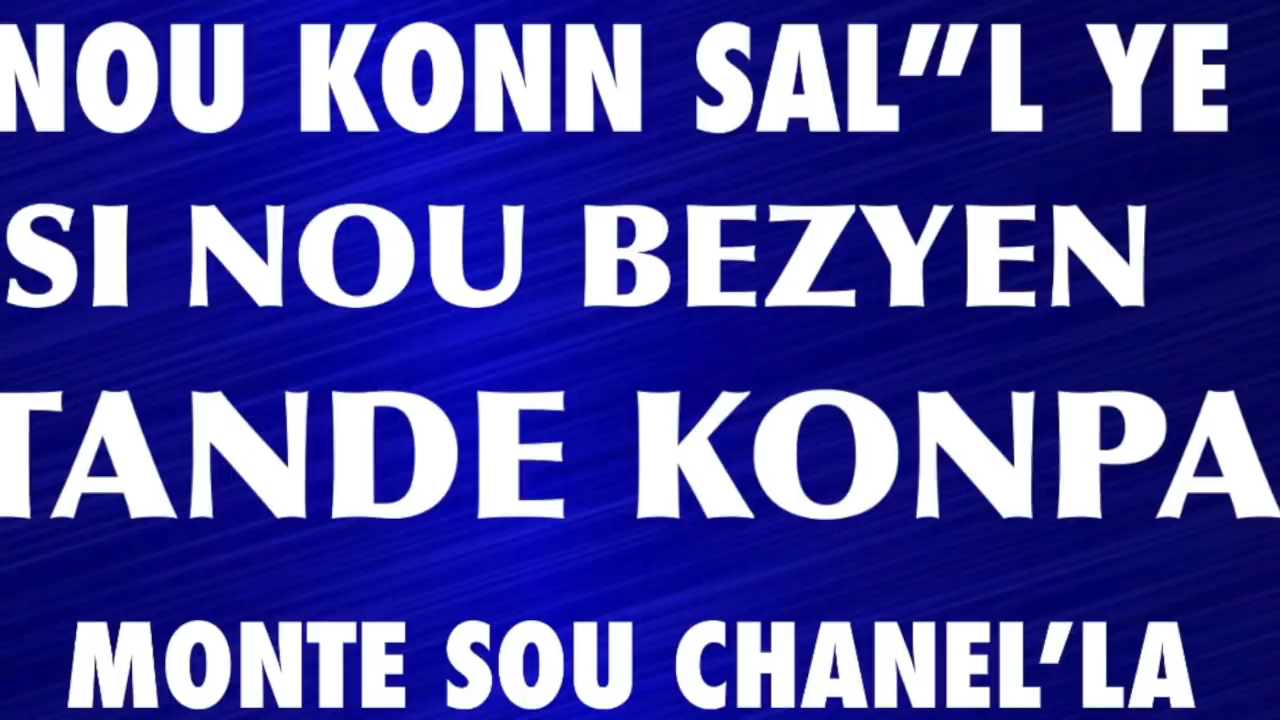 NOU KONN SAL"L YE
SI NOU BEZYEN
TANDE KONPA
MONTE SOU CHANEL'LA